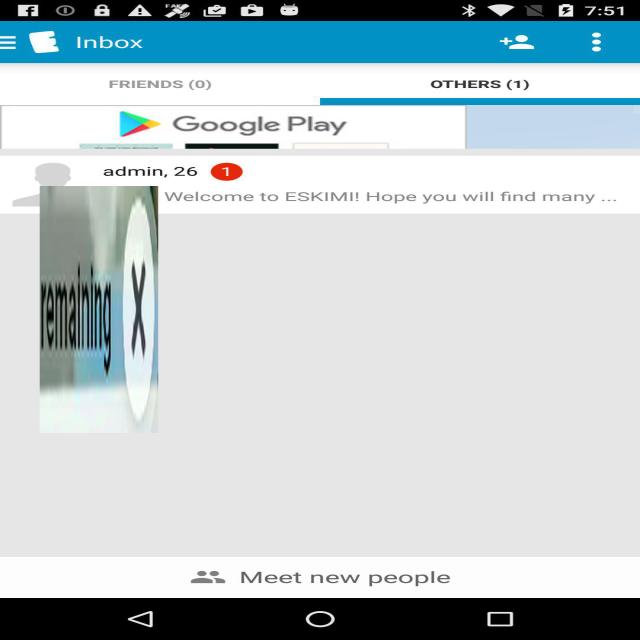 7:51
Inbox
FRIENDS (0)
OTHERS (1)
Google Play
admin, 26 1
Welcome to ESKIMI! Hope you will find many ...
remaining X
Meet new people